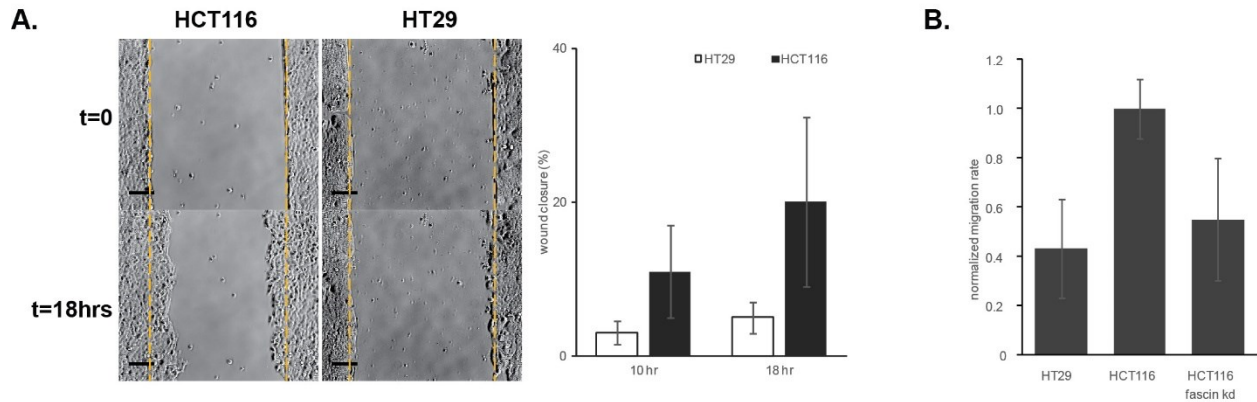 A.
HCT116
HT29
t=0
t=18hrs
HT29
HCT116
wound closure (%)
40
20
0
10 hr
18 hr
B.
normalized migration rate
1.2
1.0
0.8
0.6
0.4
0.2
0
HT29
HCT116
HCT116
fascin kd